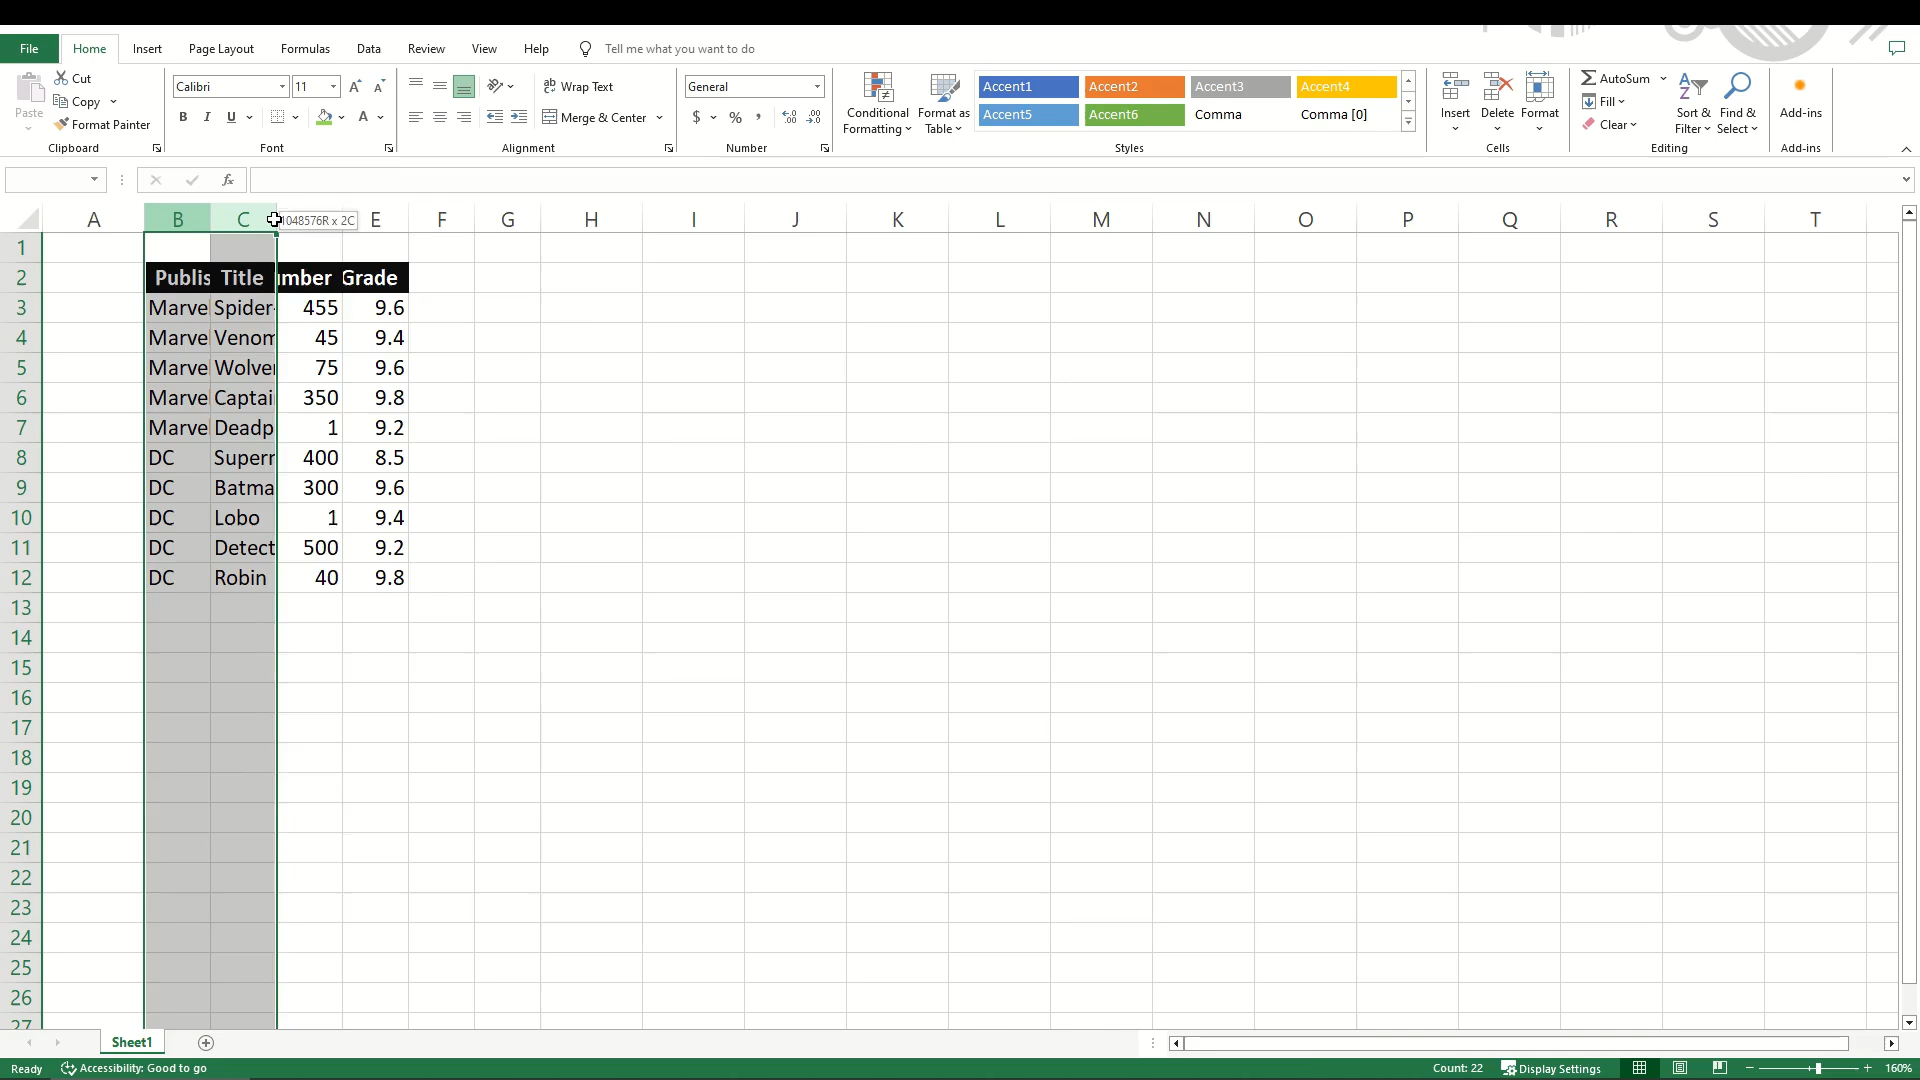 File Home Insert Page Layout Formulas Data Review View Help Tell me what you want to do
Paste Cut Copy Format Painter Clipboard
Calibri 11 A A B I U A Font
Wrap Text Merge & Center Alignment
General $ % , .00 .0 Number
Conditional Formatting Format as Table
Accent1 Accent2 Accent3 Accent4
Accent5 Accent6 Comma Comma [0]
Styles
Insert Delete Format Cells
AutoSum Fill Clear Sort & Filter Find & Select Editing
Add-ins Add-ins
fx
A B C 1048576R x 2C E F G H I J K L M N O P Q R S T
1
2 Publis Title umber Grade
3 Marve Spider- 455 9.6
4 Marve Venom 45 9.4
5 Marve Wolver 75 9.6
6 Marve Captai 350 9.8
7 Marve Deadp 1 9.2
8 DC Superr 400 8.5
9 DC Batma 300 9.6
10 DC Lobo 1 9.4
11 DC Detect 500 9.2
12 DC Robin 40 9.8
13
14
15
16
17
18
19
20
21
22
23
24
25
26
27
Sheet1
Ready Accessibility: Good to go Count: 22 Display Settings 160%